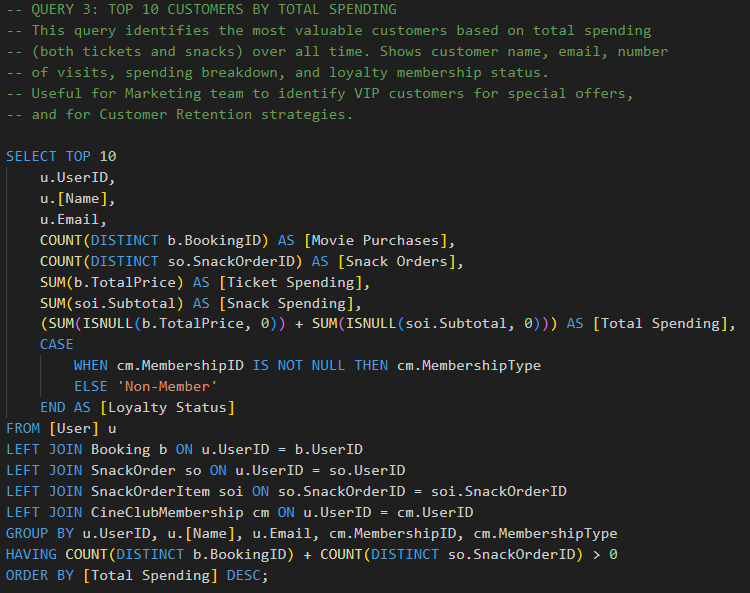 -- QUERY 3: TOP 10 CUSTOMERS BY TOTAL SPENDING
-- This query identifies the most valuable customers based on total spending
-- (both tickets and snacks) over all time. Shows customer name, email, number
-- of visits, spending breakdown, and loyalty membership status.
-- Useful for Marketing team to identify VIP customers for special offers,
-- and for Customer Retention strategies.

SELECT TOP 10
    u.UserID,
    u.[Name],
    u.Email,
    COUNT(DISTINCT b.BookingID) AS [Movie Purchases],
    COUNT(DISTINCT so.SnackOrderID) AS [Snack Orders],
    SUM(b.TotalPrice) AS [Ticket Spending],
    SUM(soi.Subtotal) AS [Snack Spending],
    (SUM(ISNULL(b.TotalPrice, 0)) + SUM(ISNULL(soi.Subtotal, 0))) AS [Total Spending],
    CASE
        WHEN cm.MembershipID IS NOT NULL THEN cm.MembershipType
        ELSE 'Non-Member'
    END AS [Loyalty Status]
FROM [User] u
LEFT JOIN Booking b ON u.UserID = b.UserID
LEFT JOIN SnackOrder so ON u.UserID = so.UserID
LEFT JOIN SnackOrderItem soi ON so.SnackOrderID = soi.SnackOrderID
LEFT JOIN CineClubMembership cm ON u.UserID = cm.UserID
GROUP BY u.UserID, u.[Name], u.Email, cm.MembershipID, cm.MembershipType
HAVING COUNT(DISTINCT b.BookingID) + COUNT(DISTINCT so.SnackOrderID) > 0
ORDER BY [Total Spending] DESC;